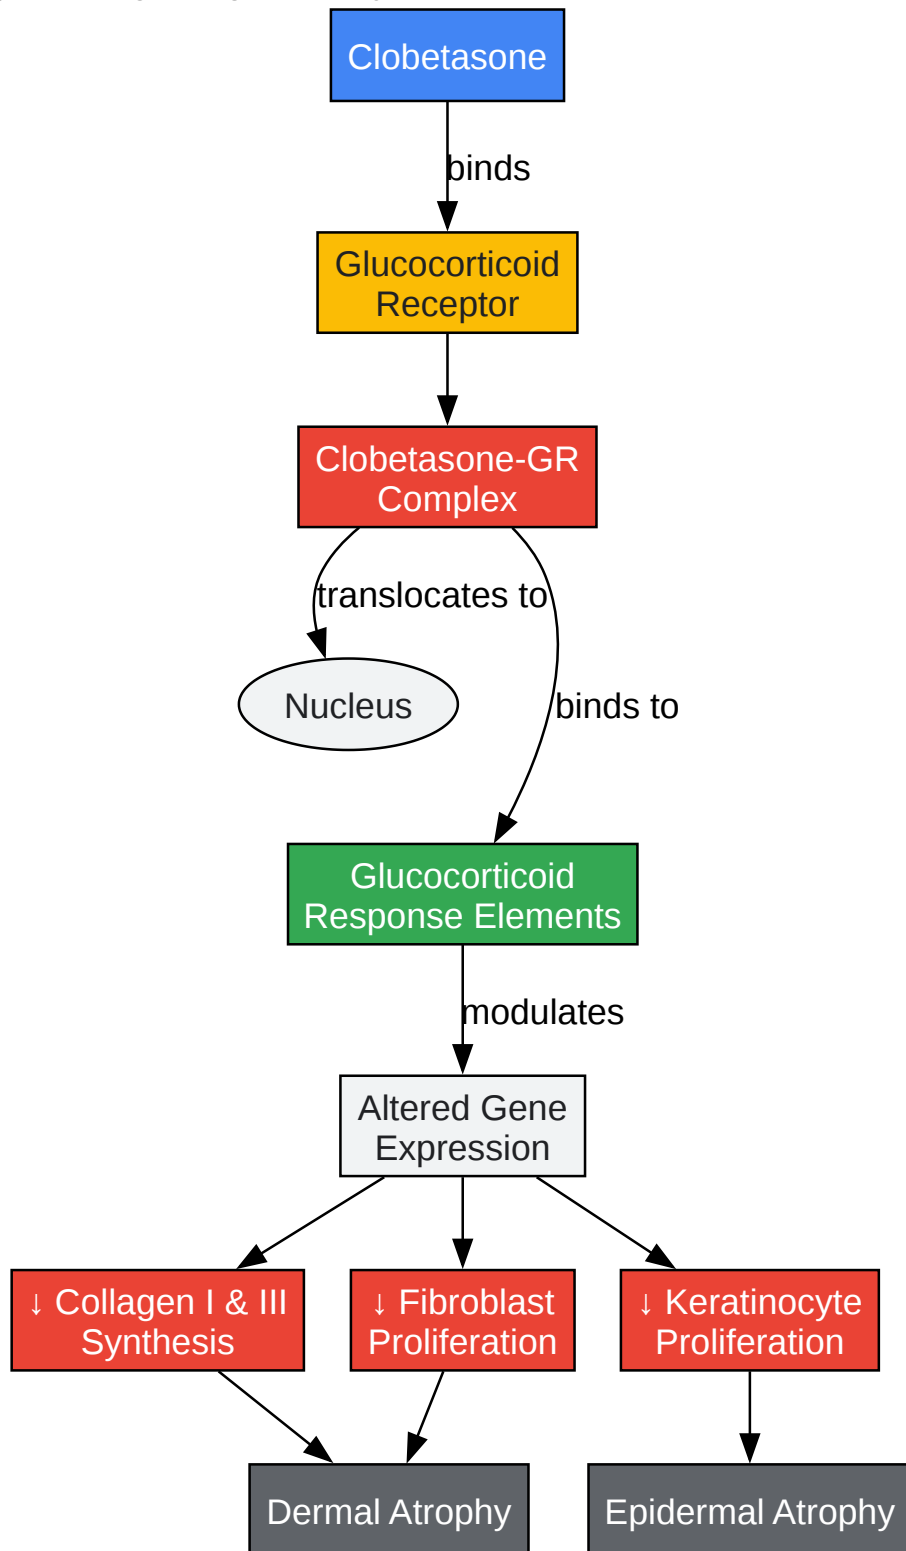 Clobetasone
binds
Glucocorticoid
Receptor
Clobetasone-GR
Complex
translocates to
Nucleus
binds to
Glucocorticoid
Response Elements
modulates
Altered Gene
Expression
↓ Collagen I & III
Synthesis
↓ Fibroblast
Proliferation
↓ Keratinocyte
Proliferation
Dermal Atrophy
Epidermal Atrophy